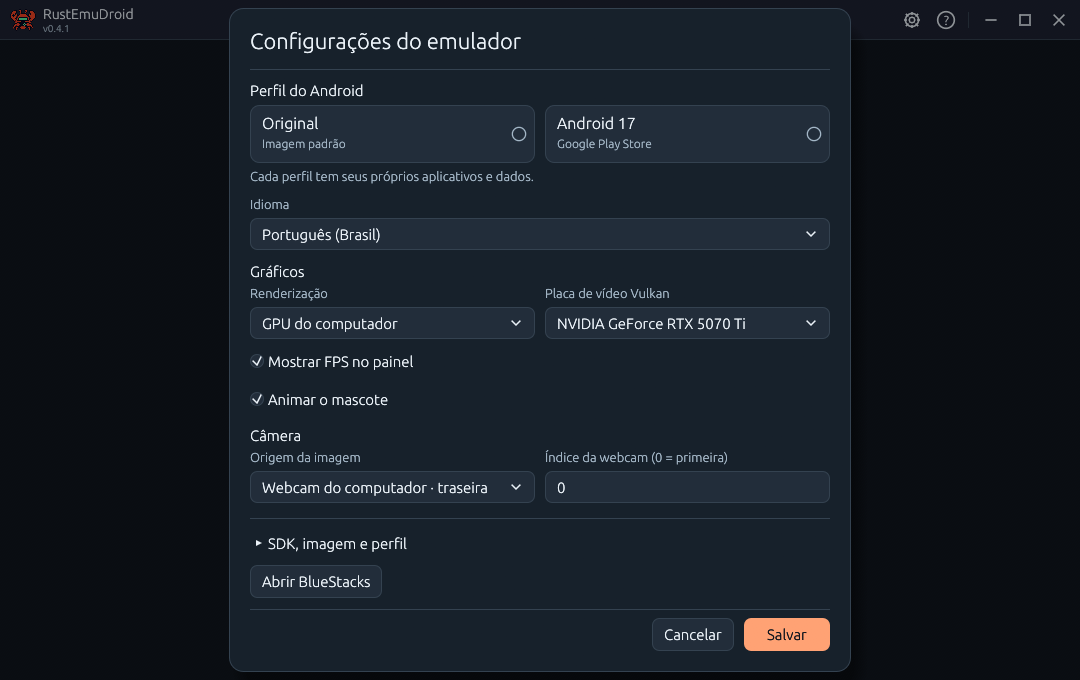 RustEmuDroid
v0.4.1
Configurações do emulador
Perfil do Android
Original
Imagem padrão
Android 17
Google Play Store
Cada perfil tem seus próprios aplicativos e dados.
Idioma
Português (Brasil)
Gráficos
Renderização
Placa de vídeo Vulkan
GPU do computador
NVIDIA GeForce RTX 5070 Ti
Mostrar FPS no painel
Animar o mascote
Câmera
Origem da imagem
Índice da webcam (0 = primeira)
Webcam do computador · traseira
0
SDK, imagem e perfil
Abrir BlueStacks
Cancelar
Salvar